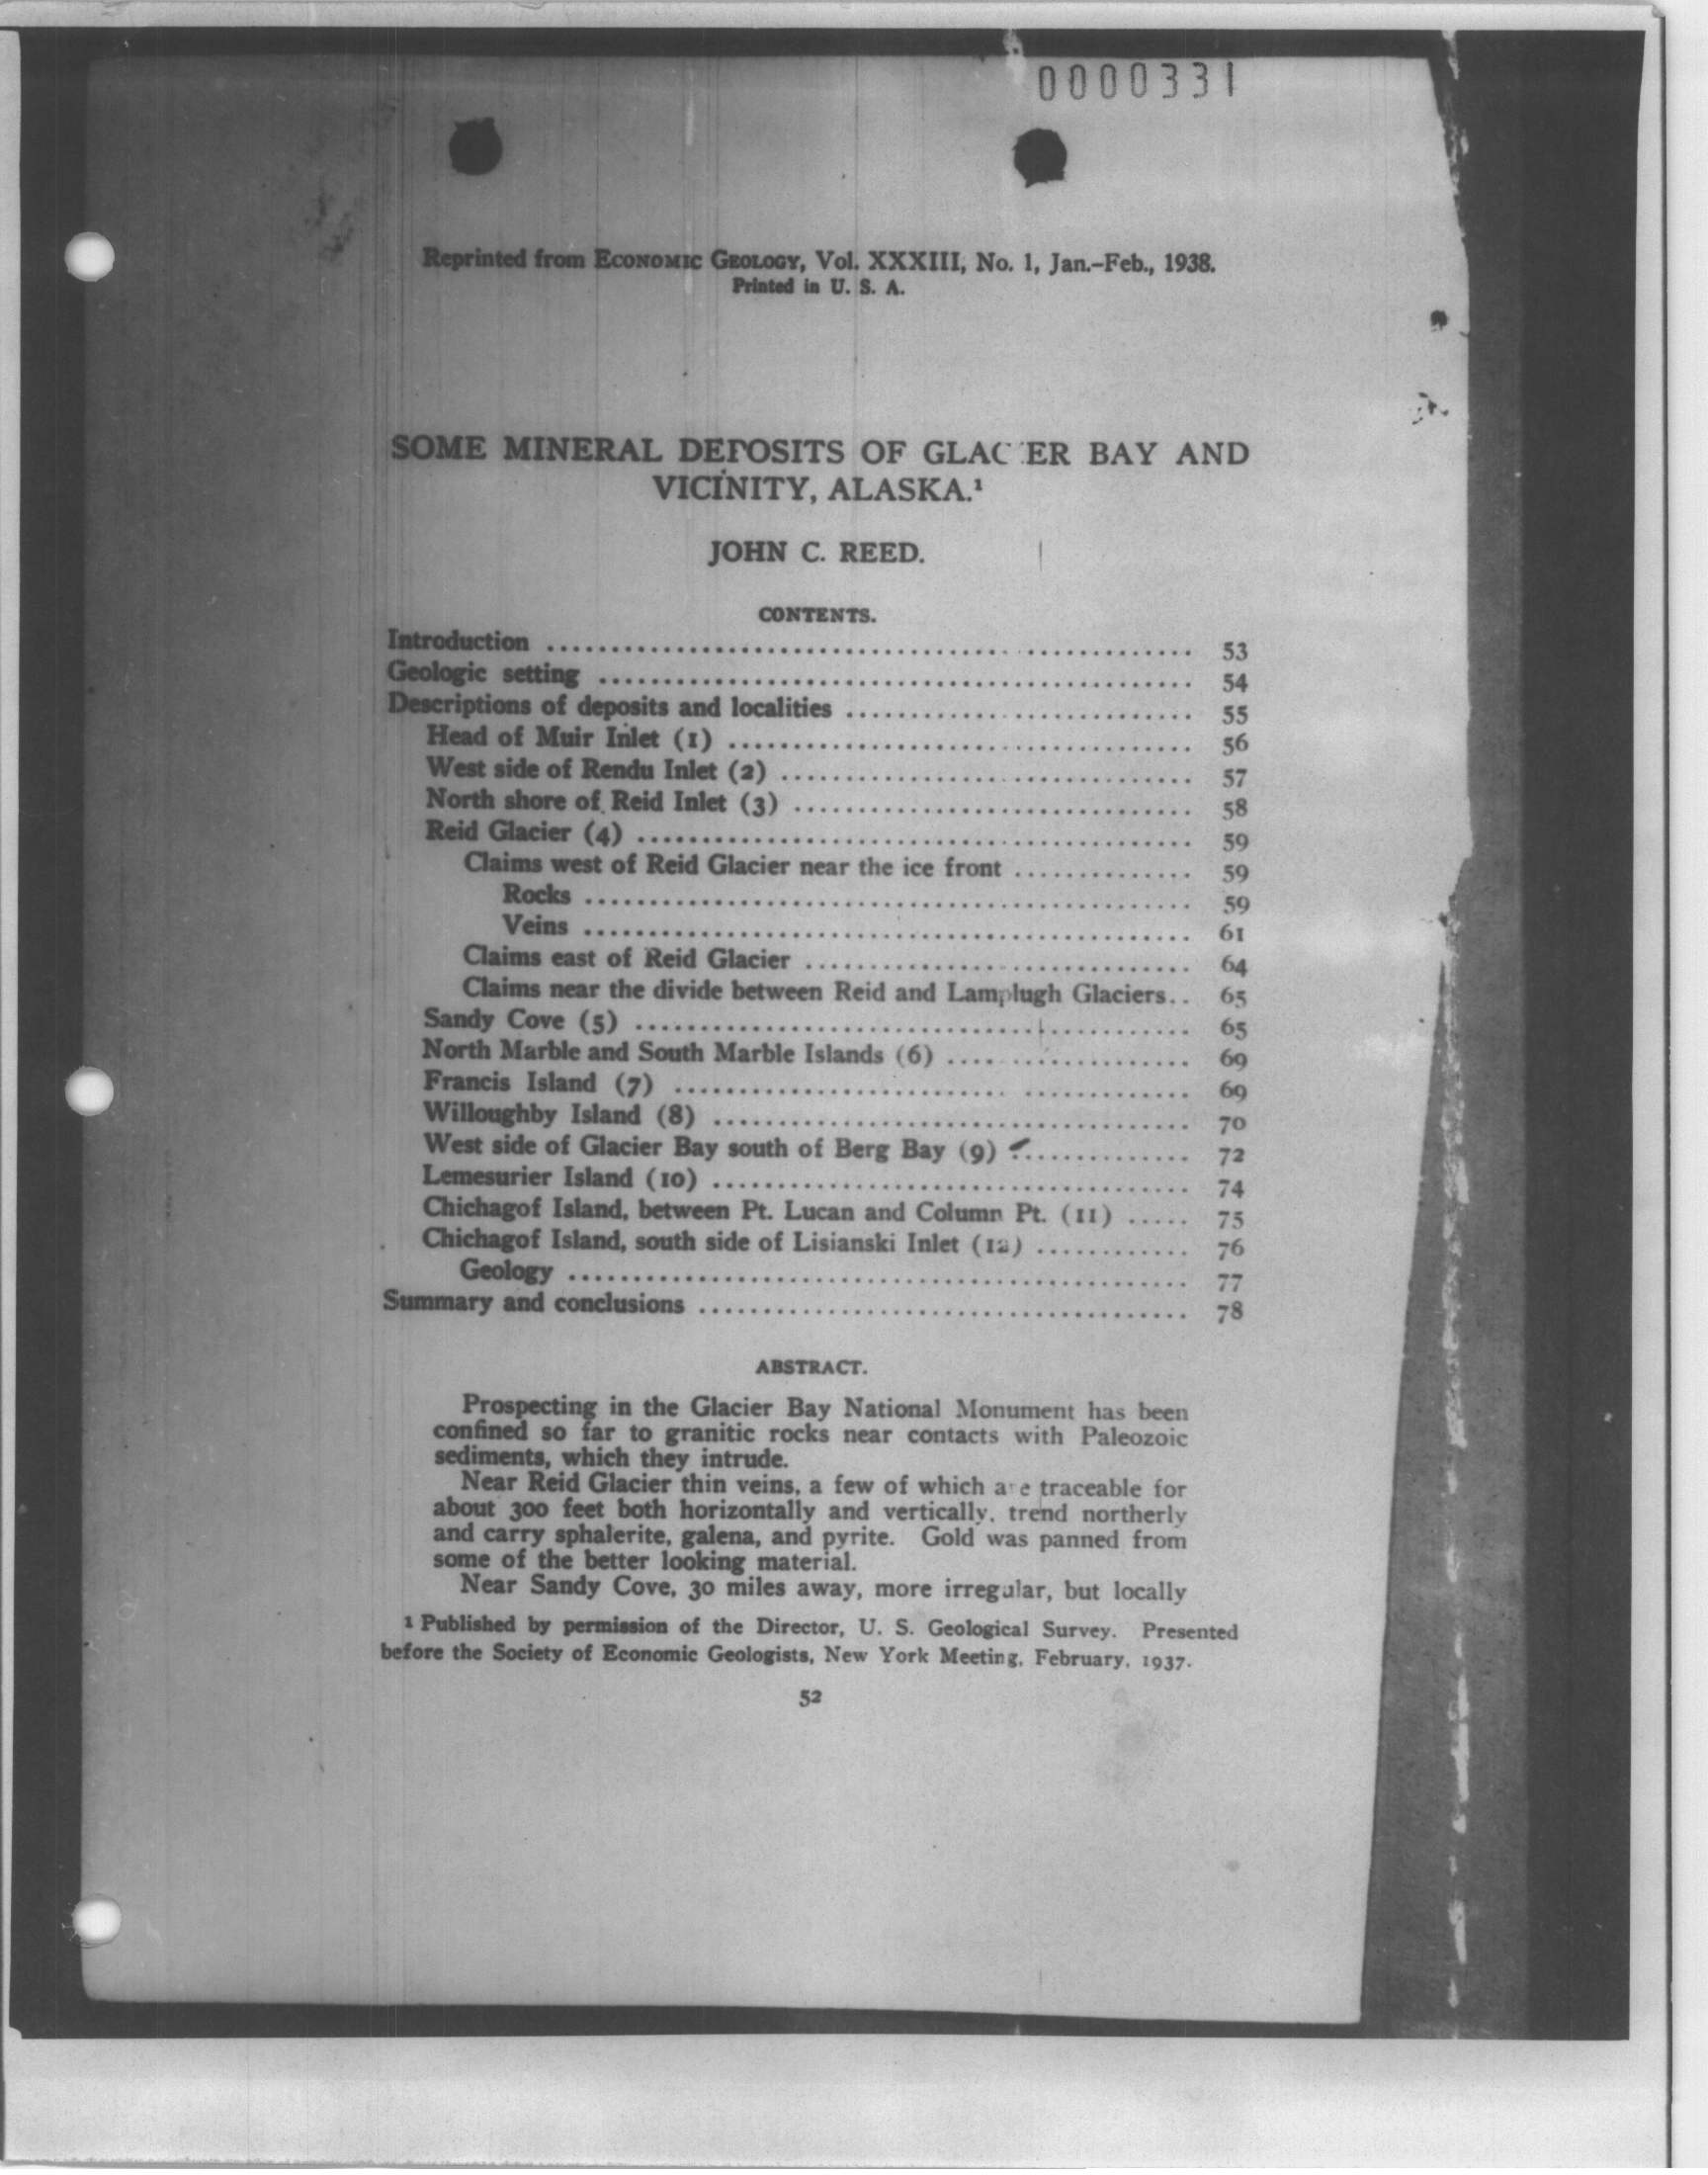 0000331
Reprinted from ECONOMIC GEOLOGY, Vol. XXXIII, No. 1, Jan.-Feb., 1938.
Printed in U. S. A.
SOME MINERAL DEPOSITS OF GLACIER BAY AND
VICINITY, ALASKA.¹
JOHN C. REED.
CONTENTS.
Introduction .................................................. 53
Geologic setting .............................................. 54
Descriptions of deposits and localities ........................... 55
Head of Muir Inlet (1) .................................... 56
West side of Rendu Inlet (2) ................................ 57
North shore of Reid Inlet (3) ............................... 58
Reid Glacier (4) ........................................... 59
Claims west of Reid Glacier near the ice front .............. 59
Rocks ............................................... 59
Veins ............................................... 61
Claims east of Reid Glacier .............................. 64
Claims near the divide between Reid and Lamplugh Glaciers.. 65
Sandy Cove (5) ........................................... 65
North Marble and South Marble Islands (6) ................... 69
Francis Island (7) ........................................ 69
Willoughby Island (8) ..................................... 70
West side of Glacier Bay south of Berg Bay (9) .............. 72
Lemesurier Island (10) ..................................... 74
Chichagof Island, between Pt. Lucan and Column Pt. (11) ..... 75
Chichagof Island, south side of Lisianski Inlet (12) ............ 76
Geology ................................................ 77
Summary and conclusions ...................................... 78
ABSTRACT.
Prospecting in the Glacier Bay National Monument has been
confined so far to granitic rocks near contacts with Paleozoic
sediments, which they intrude.
Near Reid Glacier thin veins, a few of which are traceable for
about 300 feet both horizontally and vertically, trend northerly
and carry sphalerite, galena, and pyrite. Gold was panned from
some of the better looking material.
Near Sandy Cove, 30 miles away, more irregular, but locally
1 Published by permission of the Director, U. S. Geological Survey. Presented
before the Society of Economic Geologists, New York Meeting, February, 1937.
52